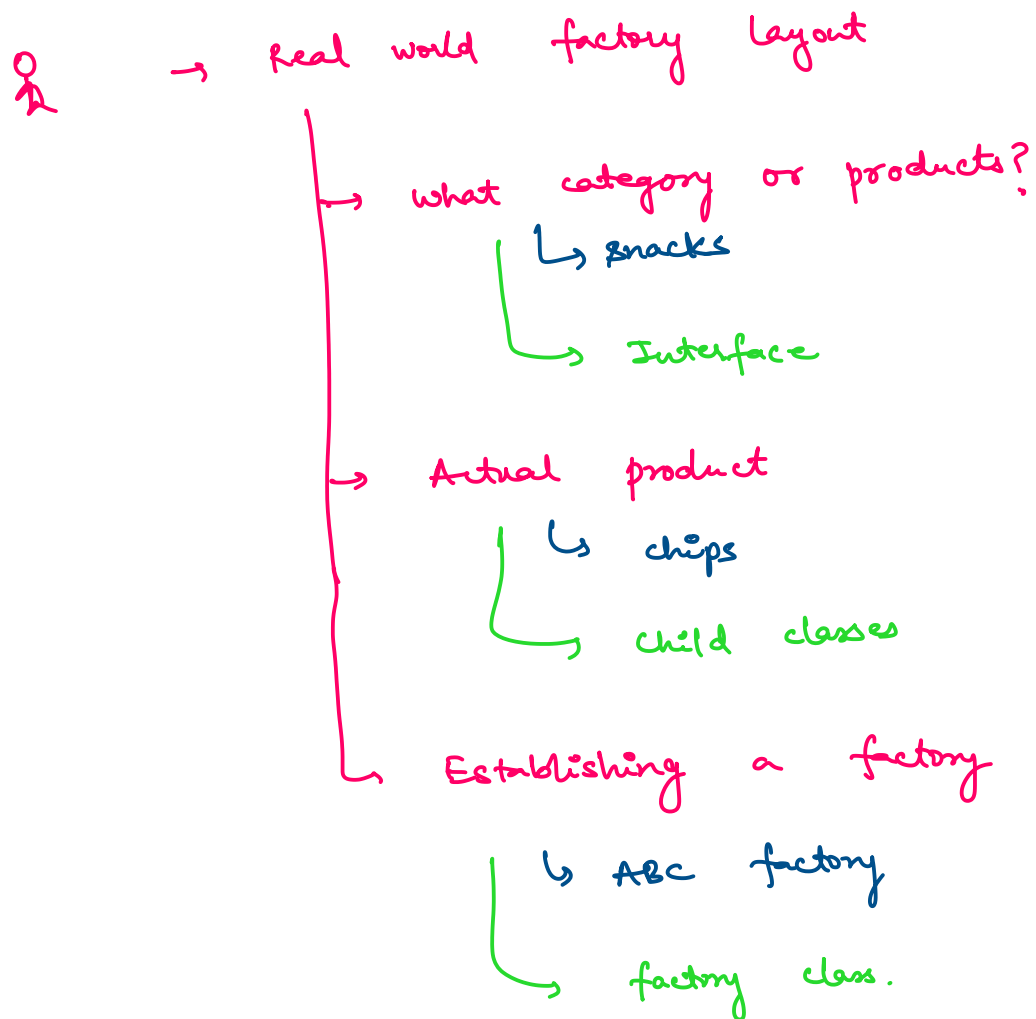 Real world factory Layout
what category or products?
snacks
Interface
Actual product
chips
child classes
Establishing a factory
ABC factory
factory class.